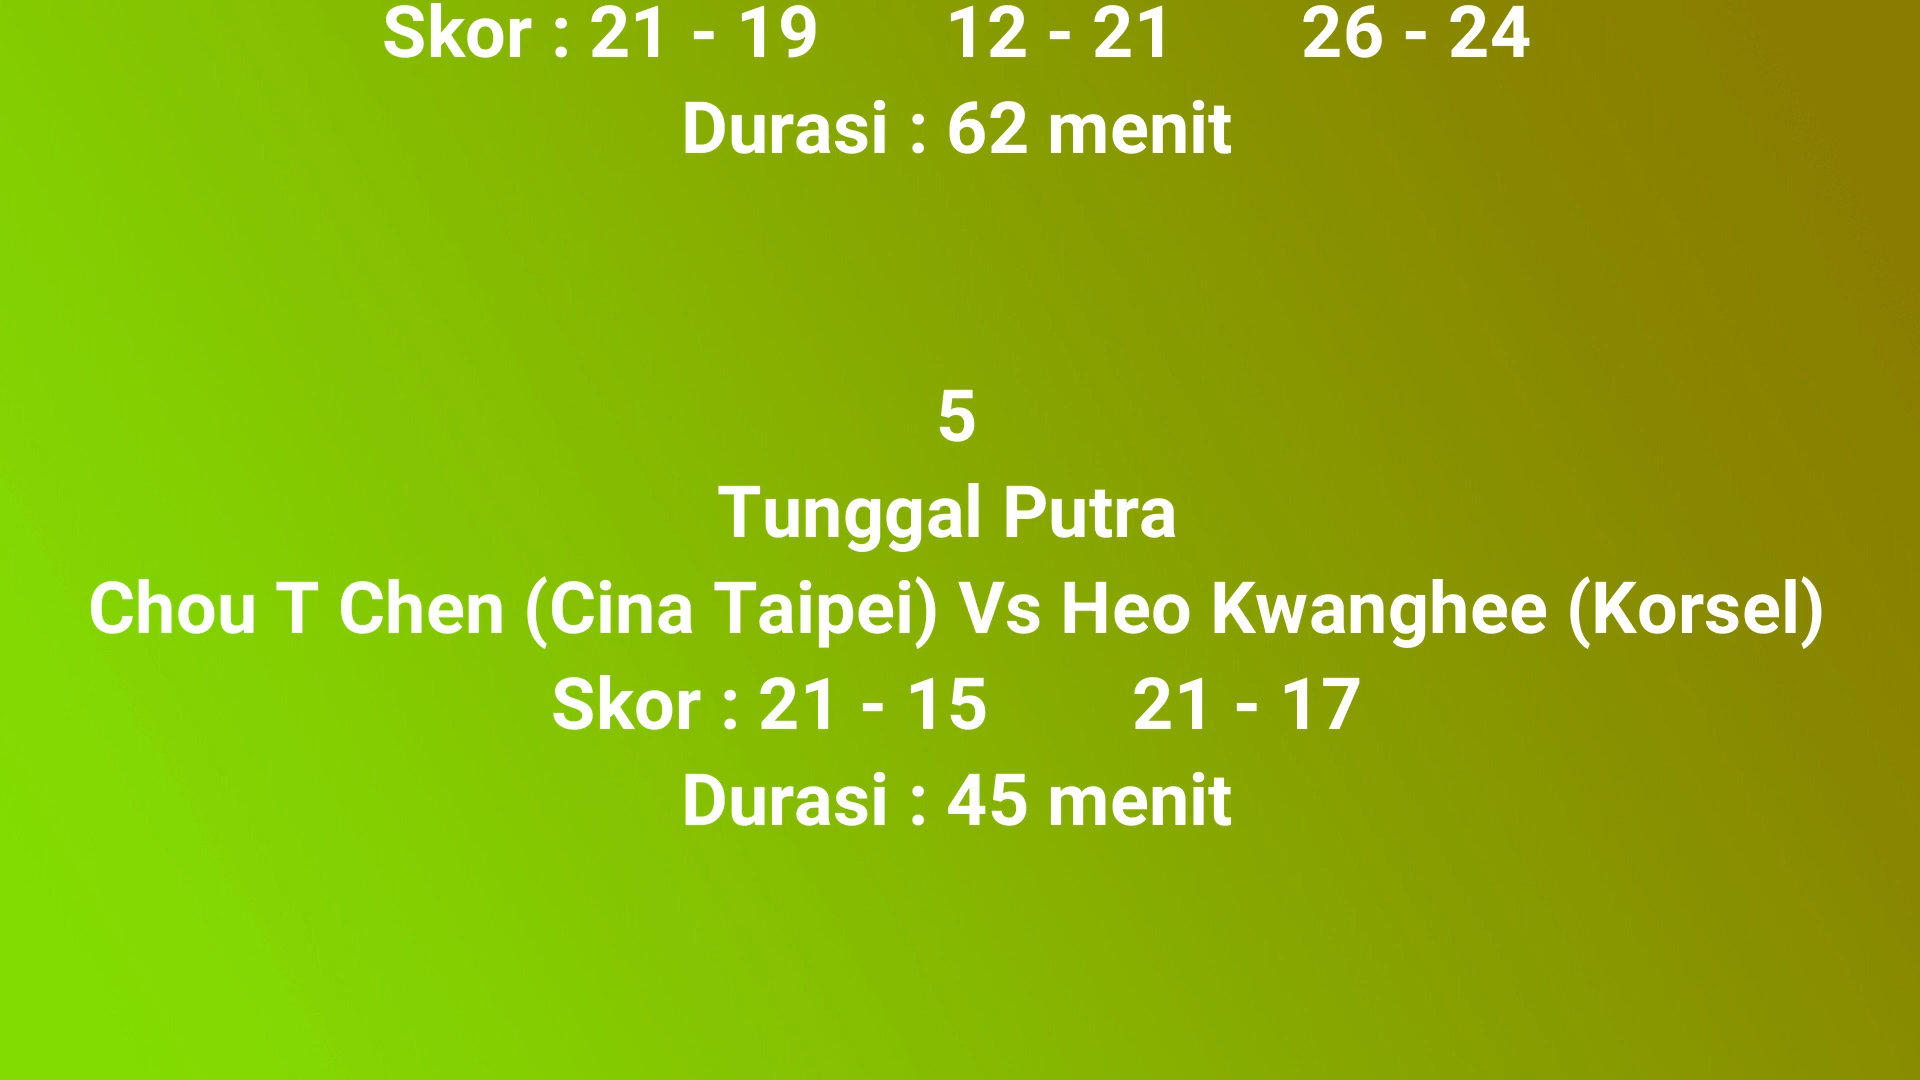 Skor : 21 - 19 12 - 21 26 - 24
Durasi : 62 menit
5
Tunggal Putra
Chou T Chen (Cina Taipei) Vs Heo Kwanghee (Korsel)
Skor : 21 - 15 21 - 17
Durasi : 45 menit